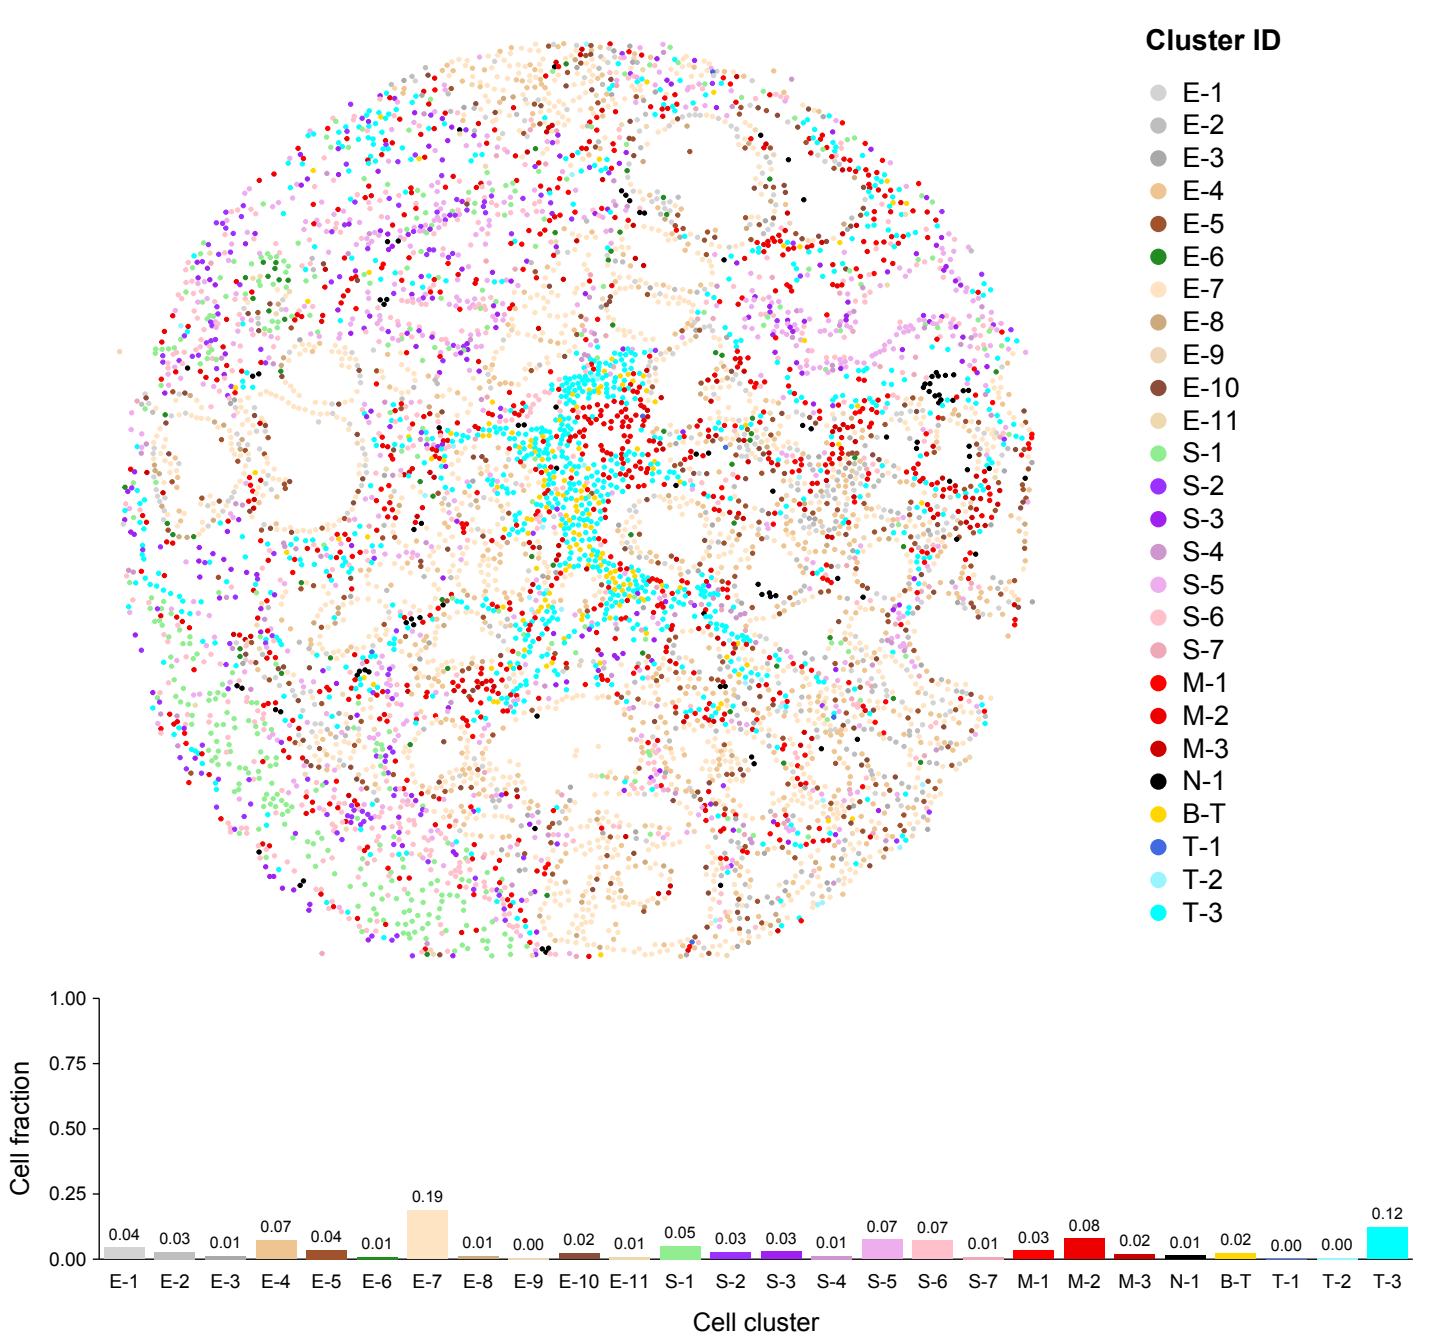 Cluster ID
E-1
E-2
E-3
E-4
E-5
E-6
E-7
E-8
E-9
E-10
E-11
S-1
S-2
S-3
S-4
S-5
S-6
S-7
M-1
M-2
M-3
N-1
B-T
T-1
T-2
T-3
Cell fraction
1.00
0.75
0.50
0.25
0.00
0.04 0.03 0.01 0.07 0.04 0.01 0.19 0.01 0.00 0.02 0.01 0.05 0.03 0.03 0.01 0.07 0.07 0.01 0.03 0.08 0.02 0.01 0.02 0.00 0.00 0.12
E-1 E-2 E-3 E-4 E-5 E-6 E-7 E-8 E-9 E-10 E-11 S-1 S-2 S-3 S-4 S-5 S-6 S-7 M-1 M-2 M-3 N-1 B-T T-1 T-2 T-3
Cell cluster